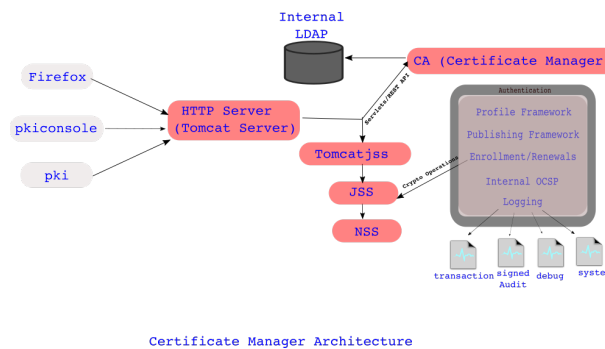 Internal
LDAP
CA (Certificate Manager
Firefox
Servlets/REST API
Authentication
HTTP Server
(Tomcat Server)
Profile Framework
pkiconsole
Publishing Framework
Tomcatjss
Enrollment/Renewals
Crypto Operations
pki
Internal OCSP
JSS
Logging
NSS
transaction
signed
Audit
debug
syste
Certificate Manager Architecture